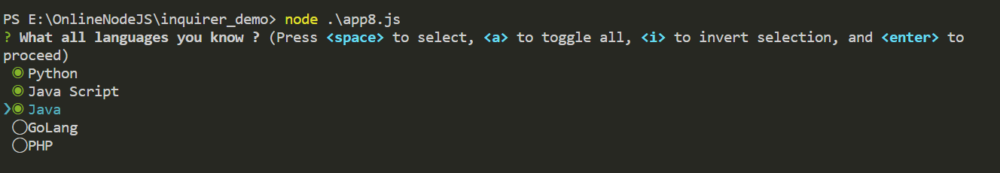 PS E:\OnlineNodeJS\inquirer_demo> node .\app8.js
? What all languages you know ? (Press <space> to select, <a> to toggle all, <i> to invert selection, and <enter> to
proceed)
◉ Python
◉ Java Script
❯◉ Java
◯GoLang
◯PHP